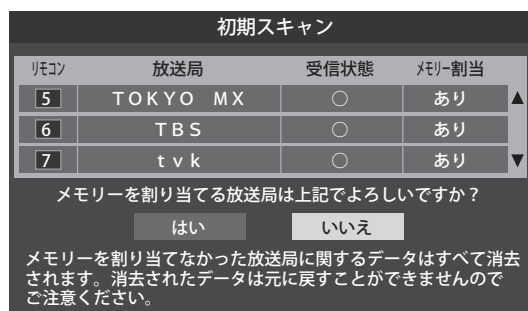 初期スキャン
ﾘﾓｺﾝ 放送局 受信状態 ﾒﾓﾘｰ割当
5 ＴＯＫＹＯ　ＭＸ ○ あり ▲
6 ＴＢＳ ○ あり
7 ｔｖｋ ○ あり ▼
メモリーを割り当てる放送局は上記でよろしいですか？
はい いいえ
メモリーを割り当てなかった放送局に関するデータはすべて消去
されます。消去されたデータは元に戻すことができませんので
ご注意ください。